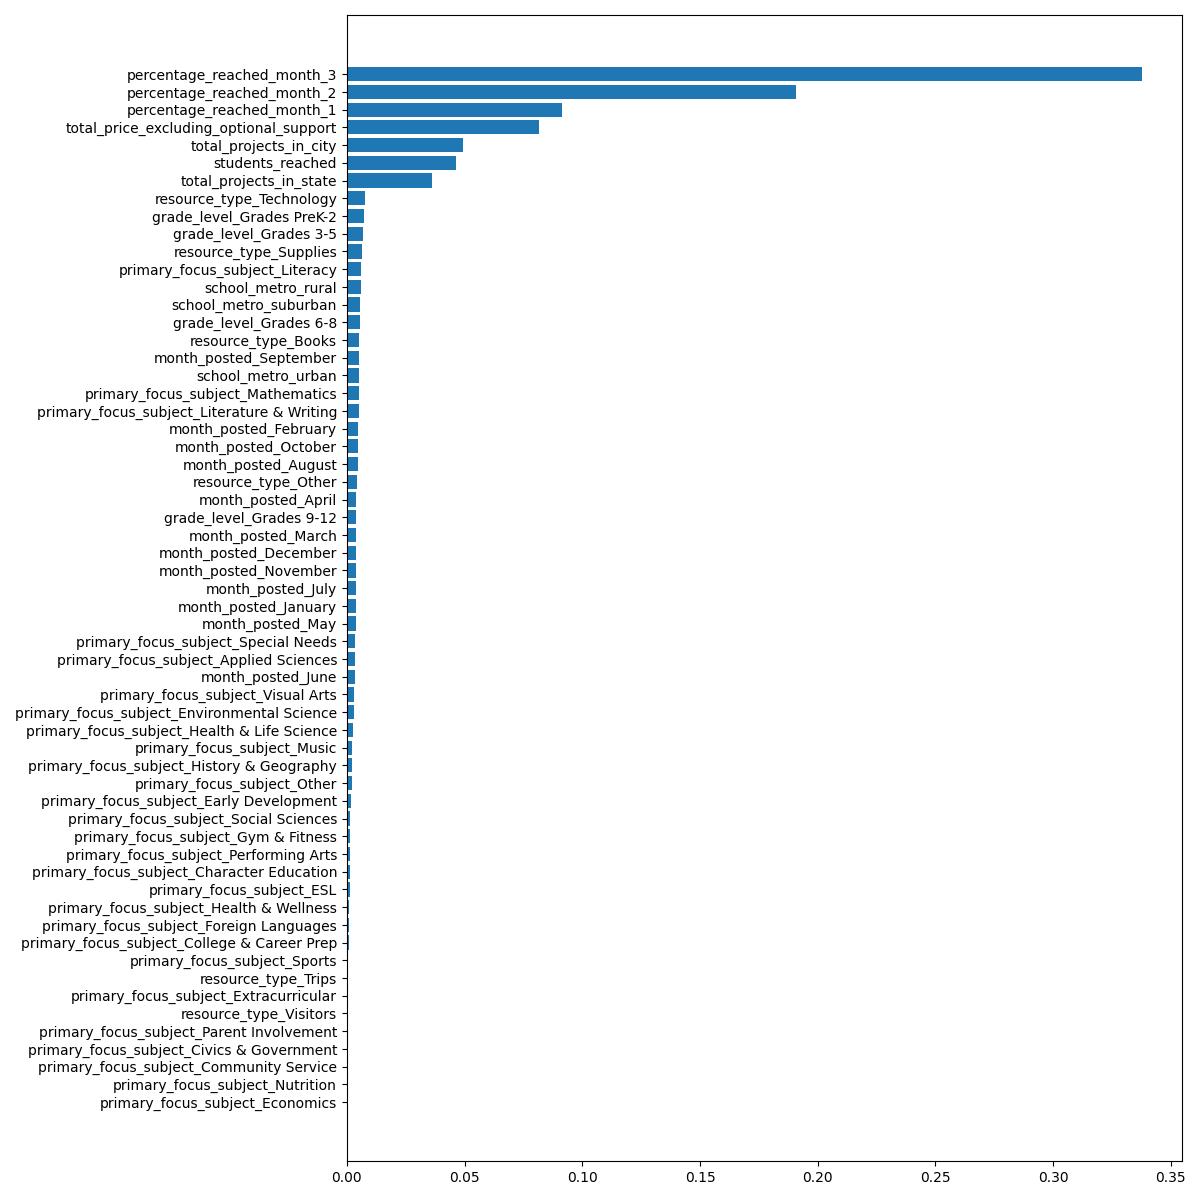 percentage_reached_month_3
percentage_reached_month_2
percentage_reached_month_1
total_price_excluding_optional_support
total_projects_in_city
students_reached
total_projects_in_state
resource_type_Technology
grade_level_Grades PreK-2
grade_level_Grades 3-5
resource_type_Supplies
primary_focus_subject_Literacy
school_metro_rural
school_metro_suburban
grade_level_Grades 6-8
resource_type_Books
month_posted_September
school_metro_urban
primary_focus_subject_Mathematics
primary_focus_subject_Literature & Writing
month_posted_February
month_posted_October
month_posted_August
resource_type_Other
month_posted_April
grade_level_Grades 9-12
month_posted_March
month_posted_December
month_posted_November
month_posted_July
month_posted_January
month_posted_May
primary_focus_subject_Special Needs
primary_focus_subject_Applied Sciences
month_posted_June
primary_focus_subject_Visual Arts
primary_focus_subject_Environmental Science
primary_focus_subject_Health & Life Science
primary_focus_subject_Music
primary_focus_subject_History & Geography
primary_focus_subject_Other
primary_focus_subject_Early Development
primary_focus_subject_Social Sciences
primary_focus_subject_Gym & Fitness
primary_focus_subject_Performing Arts
primary_focus_subject_Character Education
primary_focus_subject_ESL
primary_focus_subject_Health & Wellness
primary_focus_subject_Foreign Languages
primary_focus_subject_College & Career Prep
primary_focus_subject_Sports
resource_type_Trips
primary_focus_subject_Extracurricular
resource_type_Visitors
primary_focus_subject_Parent Involvement
primary_focus_subject_Civics & Government
primary_focus_subject_Community Service
primary_focus_subject_Nutrition
primary_focus_subject_Economics
0.00 0.05 0.10 0.15 0.20 0.25 0.30 0.35